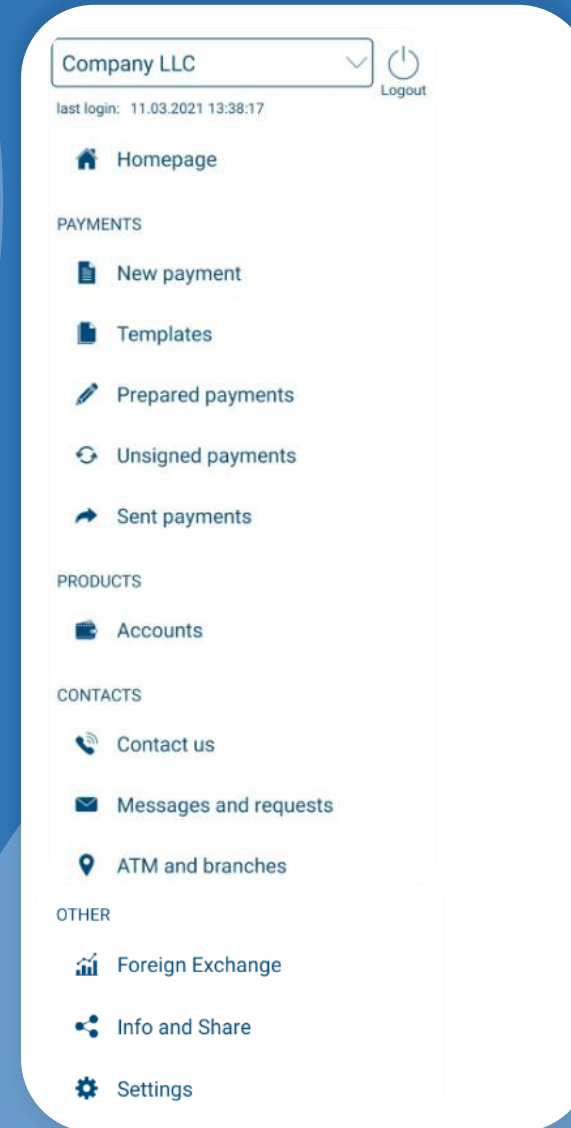 Company LLC
Logout
last login: 11.03.2021 13:38:17
Homepage
PAYMENTS
New payment
Templates
Prepared payments
Unsigned payments
Sent payments
PRODUCTS
Accounts
CONTACTS
Contact us
Messages and requests
ATM and branches
OTHER
Foreign Exchange
Info and Share
Settings